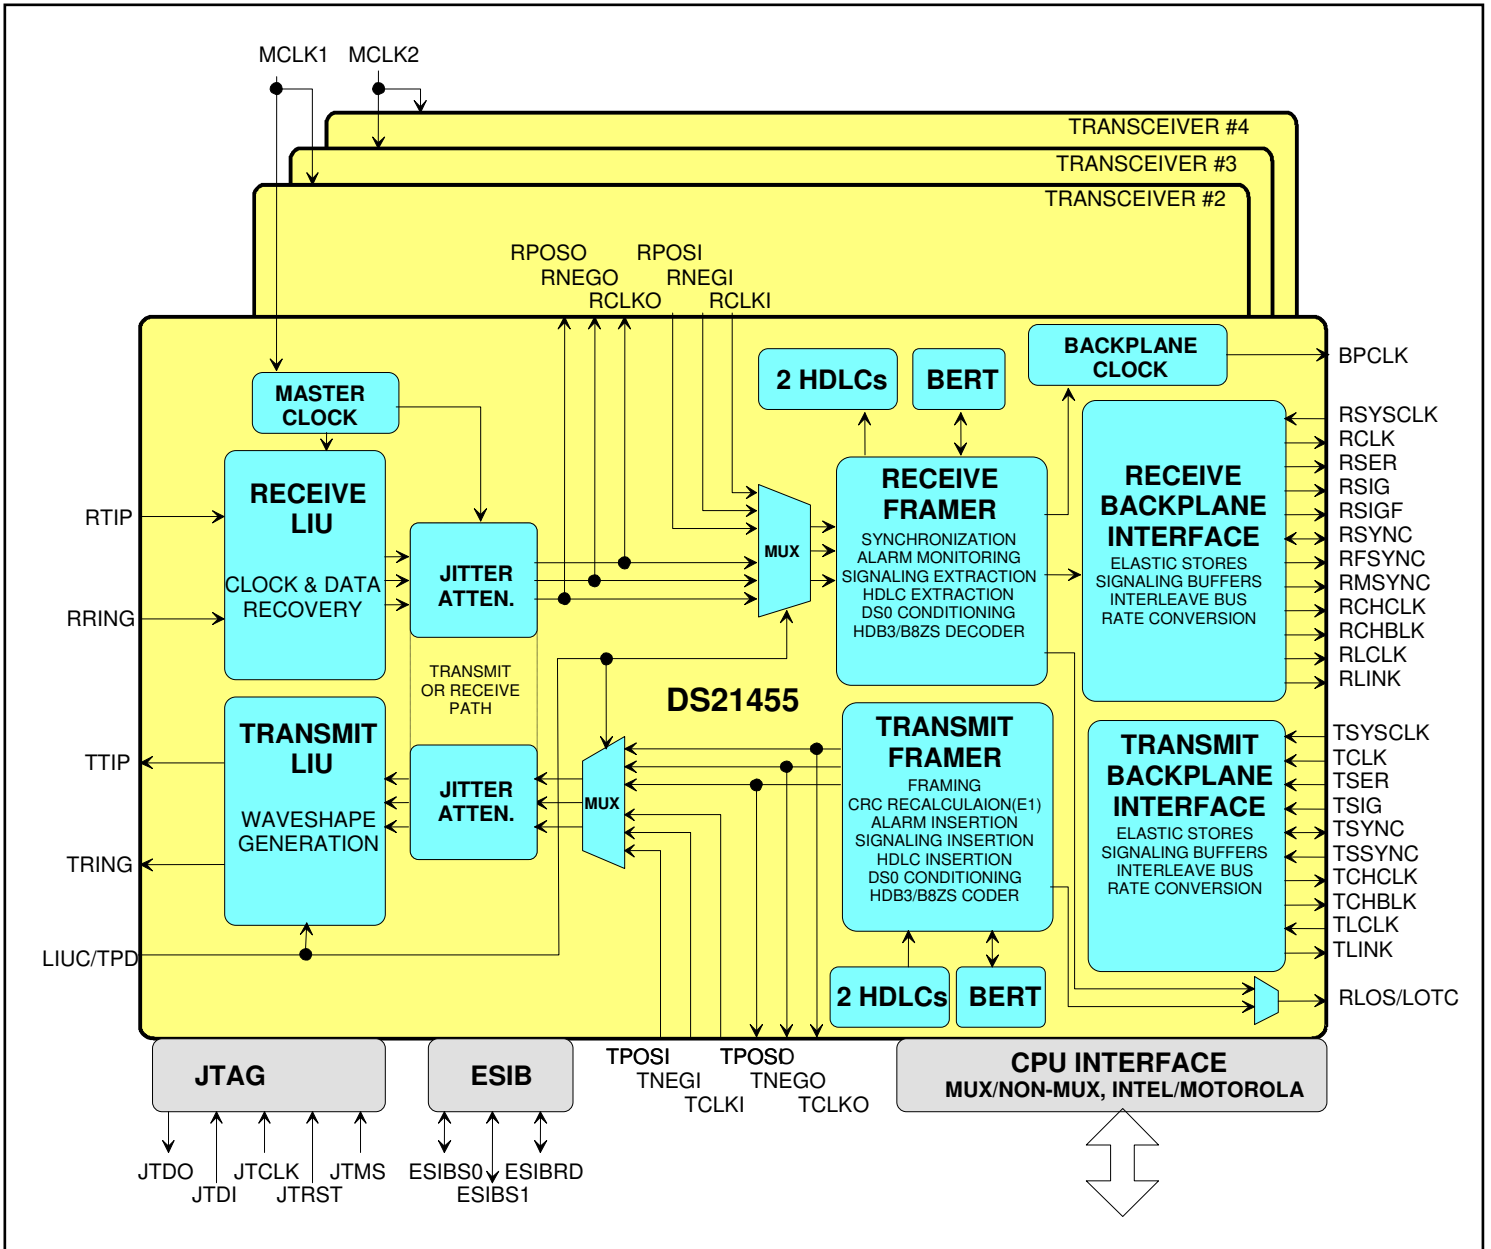 MCLK1 MCLK2
TRANSCEIVER #4
TRANSCEIVER #3
TRANSCEIVER #2
RPOSO
RNEGO
RCLKO
RPOSI
RNEGI
RCLKI
MASTER
CLOCK
2 HDLCs
BERT
BACKPLANE
CLOCK
BPCLK
RECEIVE
LIU
CLOCK & DATA
RECOVERY
RTIP
RRING
JITTER
ATTEN.
MUX
RECEIVE
FRAMER
SYNCHRONIZATION
ALARM MONITORING
SIGNALING EXTRACTION
HDLC EXTRACTION
DS0 CONDITIONING
HDB3/B8ZS DECODER
RECEIVE
BACKPLANE
INTERFACE
ELASTIC STORES
SIGNALING BUFFERS
INTERLEAVE BUS
RATE CONVERSION
RSYSCLK
RCLK
RSER
RSIG
RSIGF
RSYNC
RFSYNC
RMSYNC
RCHCLK
RCHBLK
RLCLK
RLINK
TRANSMIT
OR RECEIVE
PATH
DS21455
TRANSMIT
LIU
WAVESHAPE
GENERATION
TTIP
TRING
LIUC/TPD
JITTER
ATTEN.
MUX
TRANSMIT
FRAMER
FRAMING
CRC RECALCULAION(E1)
ALARM INSERTION
SIGNALING INSERTION
HDLC INSERTION
DS0 CONDITIONING
HDB3/B8ZS CODER
TRANSMIT
BACKPLANE
INTERFACE
ELASTIC STORES
SIGNALING BUFFERS
INTERLEAVE BUS
RATE CONVERSION
TSYSCLK
TCLK
TSER
TSIG
TSYNC
TSSYNC
TCHCLK
TCHBLK
TLCLK
TLINK
2 HDLCs
BERT
RLOS/LOTC
JTAG
ESIB
TPOSI
TNEGI
TCLKI
TPOSO
TNEGO
TCLKO
CPU INTERFACE
MUX/NON-MUX, INTEL/MOTOROLA
JTDO
JTDI
JTCLK
JTRST
JTMS
ESIBS0
ESIBS1
ESIBRD